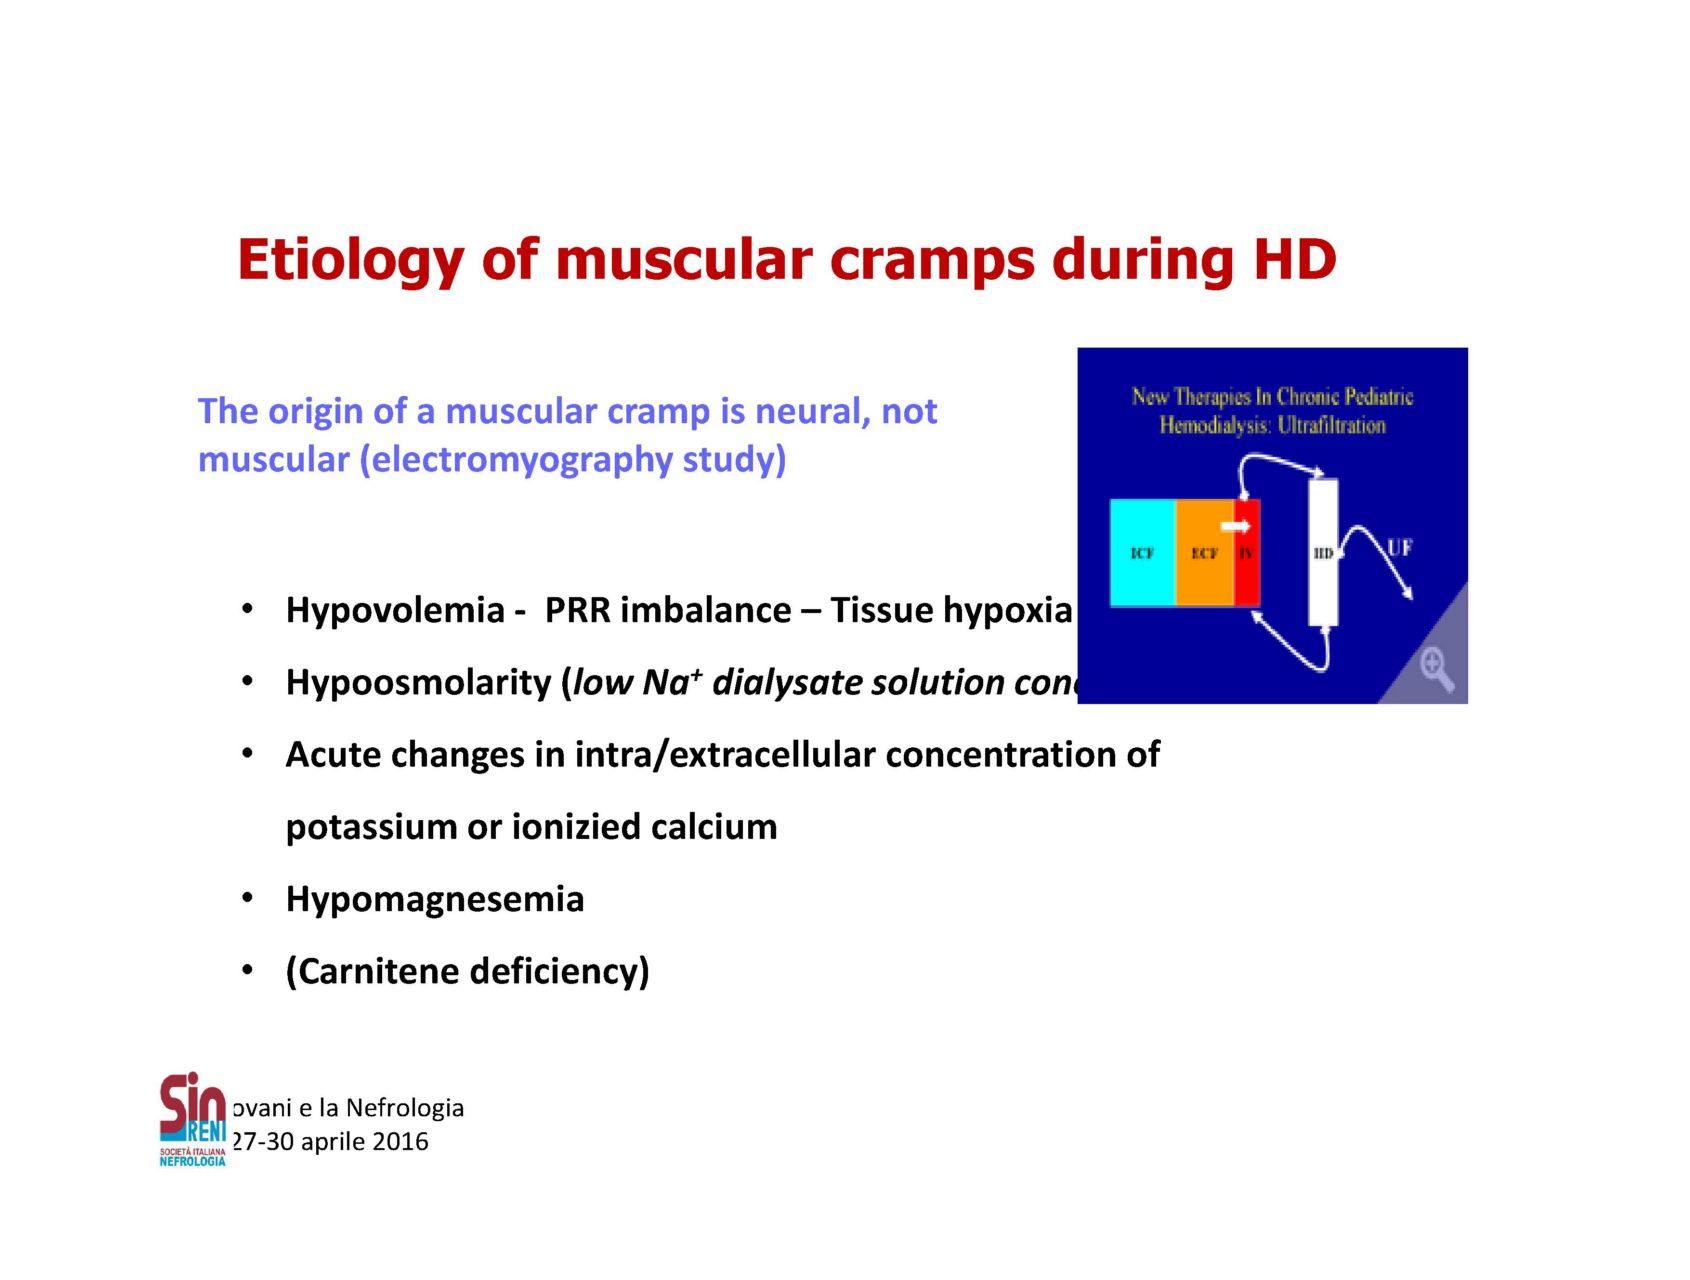 Etiology of muscular cramps during HD
The origin of a muscular cramp is neural, not
muscular (electromyography study)
New Therapies In Chronic Pediatric
Hemodialysis: Ultrafiltration
ICF ECF IV HD UF
• Hypovolemia - PRR imbalance – Tissue hypoxia
• Hypoosmolarity (low Na⁺ dialysate solution con
• Acute changes in intra/extracellular concentration of
potassium or ionizied calcium
• Hypomagnesemia
• (Carnitene deficiency)
Sin
RENI
SOCIETÀ ITALIANA
NEFROLOGIA
ovani e la Nefrologia
27-30 aprile 2016